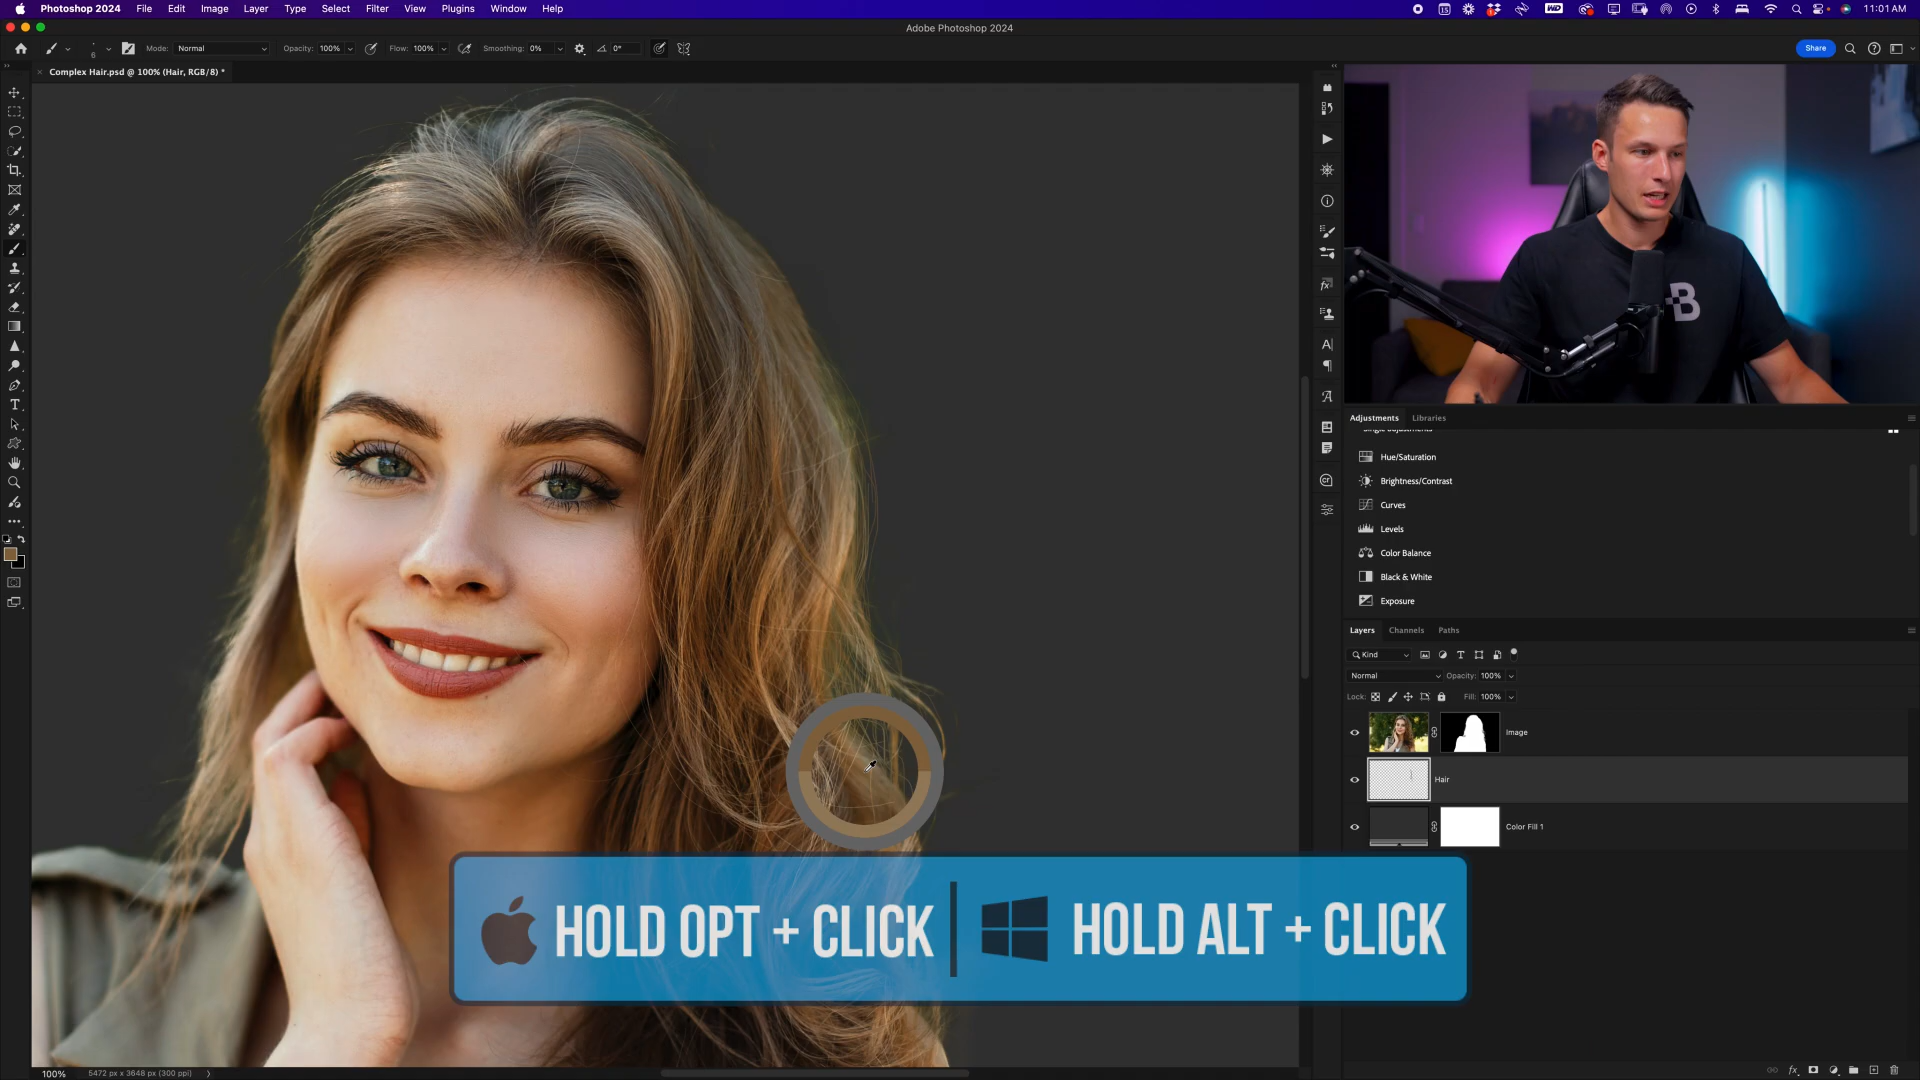 Photoshop 2024 File Edit Image Layer Type Select Filter View Plugins Window Help
WD
11:01 AM
Adobe Photoshop 2024
6
Mode: Normal Opacity: 100% Flow: 100% Smoothing: 0% 0°
Share
Complex Hair.psd @ 100% (Hair, RGB/8) *
B
Adjustments Libraries
Single adjustments
Hue/Saturation
Brightness/Contrast
Curves
Levels
Color Balance
Black & White
Exposure
Layers Channels Paths
Kind
Normal Opacity: 100%
Lock: Fill: 100%
Image
Hair
Color Fill 1
HOLD OPT + CLICK
HOLD ALT + CLICK
100% 5472 px x 3648 px (300 ppi)